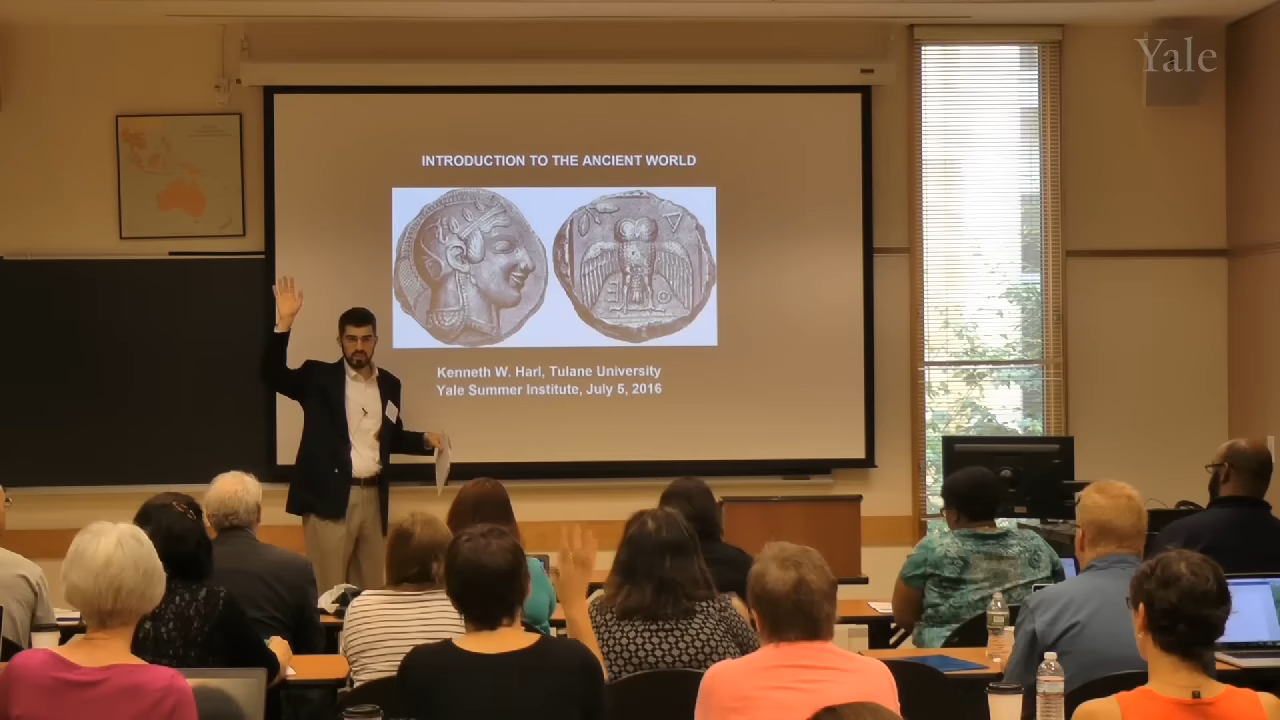 Yale
INTRODUCTION TO THE ANCIENT WORLD
Kenneth W. Harl, Tulane University
Yale Summer Institute, July 5, 2016